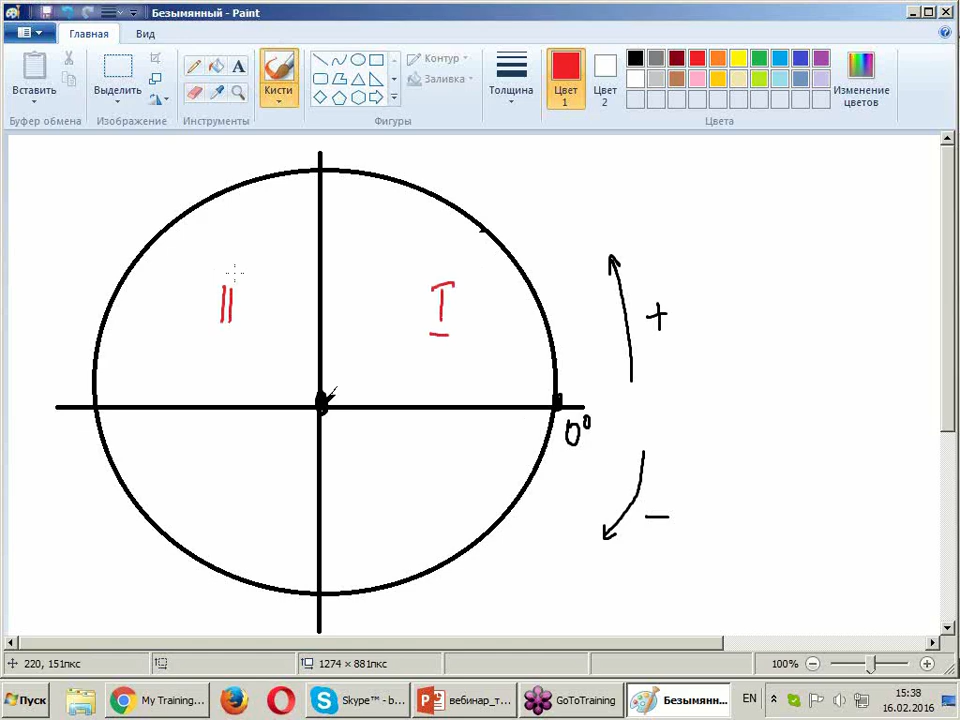 Безымянный - Paint
Главная
Вид
Вставить
Выделить
Кисти
Контур
Заливка
Толщина
Цвет
1
Цвет
2
Изменение
цветов
Буфер обмена
Изображение
Инструменты
Фигуры
Цвета
A
II
I
+
0°
−
220, 151пкс
1274 × 881пкс
100%
Пуск
My Training...
Skype™ - b...
вебинар_т...
GoToTraining
Безымянн...
EN
15:38
16.02.2016